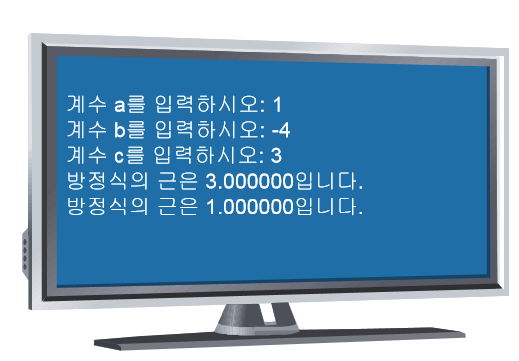 계수 a를 입력하시오: 1
계수 b를 입력하시오: -4
계수 c를 입력하시오: 3
방정식의 근은 3.000000입니다.
방정식의 근은 1.000000입니다.